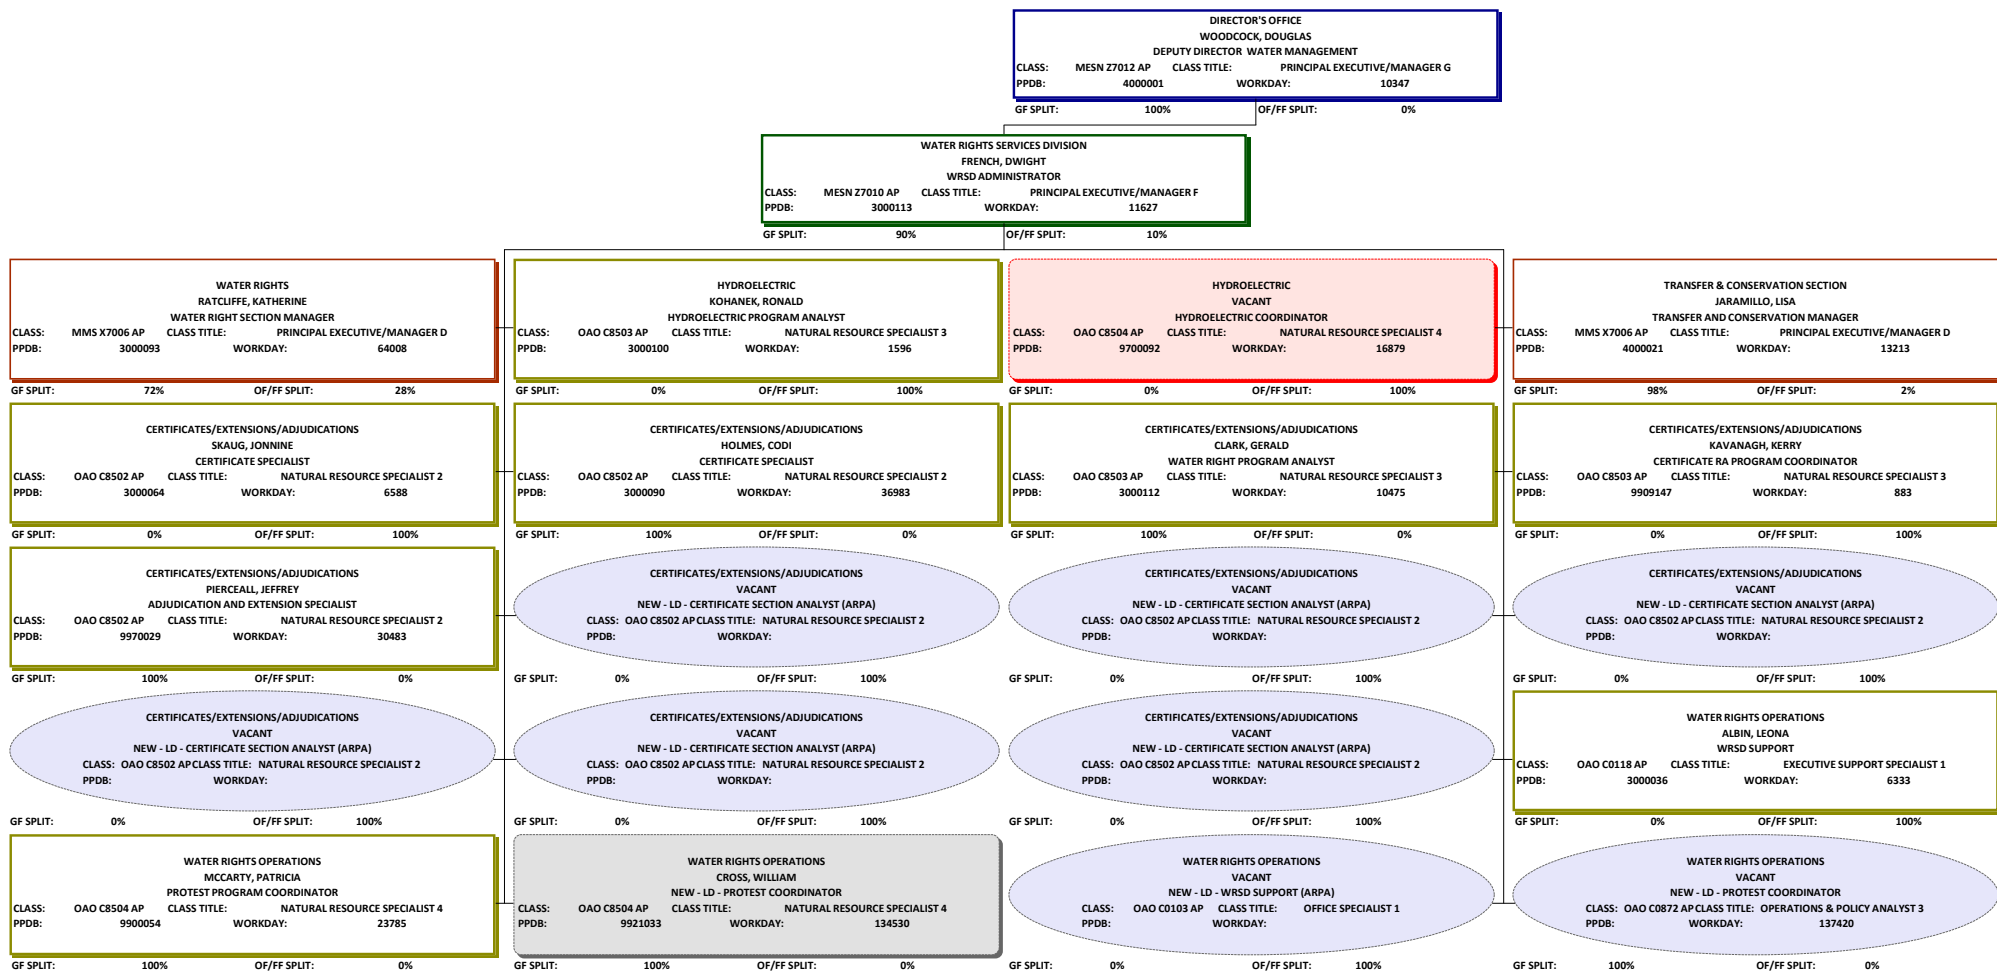 DIRECTOR'S OFFICE
WOODCOCK, DOUGLAS
DEPUTY DIRECTOR WATER MANAGEMENT
CLASS: MESN Z7012 AP CLASS TITLE: PRINCIPAL EXECUTIVE/MANAGER G
PPDB: 4000001 WORKDAY: 10347
GF SPLIT: 100% OF/FF SPLIT: 0%
WATER RIGHTS SERVICES DIVISION
FRENCH, DWIGHT
WRSD ADMINISTRATOR
CLASS: MESN Z7010 AP CLASS TITLE: PRINCIPAL EXECUTIVE/MANAGER F
PPDB: 3000113 WORKDAY: 11627
GF SPLIT: 90% OF/FF SPLIT: 10%
WATER RIGHTS
RATCLIFFE, KATHERINE
WATER RIGHT SECTION MANAGER
CLASS: MMS X7006 AP CLASS TITLE: PRINCIPAL EXECUTIVE/MANAGER D
PPDB: 3000093 WORKDAY: 64008
GF SPLIT: 72% OF/FF SPLIT: 28%
HYDROELECTRIC
KOHANEK, RONALD
HYDROELECTRIC PROGRAM ANALYST
CLASS: OAO C8503 AP CLASS TITLE: NATURAL RESOURCE SPECIALIST 3
PPDB: 3000100 WORKDAY: 1596
GF SPLIT: 0% OF/FF SPLIT: 100%
HYDROELECTRIC
VACANT
HYDROELECTRIC COORDINATOR
CLASS: OAO C8504 AP CLASS TITLE: NATURAL RESOURCE SPECIALIST 4
PPDB: 9700092 WORKDAY: 16879
GF SPLIT: 0% OF/FF SPLIT: 100%
TRANSFER & CONSERVATION SECTION
JARAMILLO, LISA
TRANSFER AND CONSERVATION MANAGER
CLASS: MMS X7006 AP CLASS TITLE: PRINCIPAL EXECUTIVE/MANAGER D
PPDB: 4000021 WORKDAY: 13213
GF SPLIT: 98% OF/FF SPLIT: 2%
CERTIFICATES/EXTENSIONS/ADJUDICATIONS
SKAUG, JONNINE
CERTIFICATE SPECIALIST
CLASS: OAO C8502 AP CLASS TITLE: NATURAL RESOURCE SPECIALIST 2
PPDB: 3000064 WORKDAY: 6588
GF SPLIT: 0% OF/FF SPLIT: 100%
CERTIFICATES/EXTENSIONS/ADJUDICATIONS
HOLMES, CODI
CERTIFICATE SPECIALIST
CLASS: OAO C8502 AP CLASS TITLE: NATURAL RESOURCE SPECIALIST 2
PPDB: 3000090 WORKDAY: 36983
GF SPLIT: 100% OF/FF SPLIT: 0%
CERTIFICATES/EXTENSIONS/ADJUDICATIONS
CLARK, GERALD
WATER RIGHT PROGRAM ANALYST
CLASS: OAO C8503 AP CLASS TITLE: NATURAL RESOURCE SPECIALIST 3
PPDB: 3000112 WORKDAY: 10475
GF SPLIT: 100% OF/FF SPLIT: 0%
CERTIFICATES/EXTENSIONS/ADJUDICATIONS
KAVANAGH, KERRY
CERTIFICATE RA PROGRAM COORDINATOR
CLASS: OAO C8503 AP CLASS TITLE: NATURAL RESOURCE SPECIALIST 3
PPDB: 9909147 WORKDAY: 883
GF SPLIT: 0% OF/FF SPLIT: 100%
CERTIFICATES/EXTENSIONS/ADJUDICATIONS
PIERCEALL, JEFFREY
ADJUDICATION AND EXTENSION SPECIALIST
CLASS: OAO C8502 AP CLASS TITLE: NATURAL RESOURCE SPECIALIST 2
PPDB: 9970029 WORKDAY: 30483
GF SPLIT: 100% OF/FF SPLIT: 0%
CERTIFICATES/EXTENSIONS/ADJUDICATIONS
VACANT
NEW - LD - CERTIFICATE SECTION ANALYST (ARPA)
CLASS: OAO C8502 AP CLASS TITLE: NATURAL RESOURCE SPECIALIST 2
PPDB: WORKDAY:
GF SPLIT: 0% OF/FF SPLIT: 100%
CERTIFICATES/EXTENSIONS/ADJUDICATIONS
VACANT
NEW - LD - CERTIFICATE SECTION ANALYST (ARPA)
CLASS: OAO C8502 AP CLASS TITLE: NATURAL RESOURCE SPECIALIST 2
PPDB: WORKDAY:
GF SPLIT: 0% OF/FF SPLIT: 100%
CERTIFICATES/EXTENSIONS/ADJUDICATIONS
VACANT
NEW - LD - CERTIFICATE SECTION ANALYST (ARPA)
CLASS: OAO C8502 AP CLASS TITLE: NATURAL RESOURCE SPECIALIST 2
PPDB: WORKDAY:
GF SPLIT: 0% OF/FF SPLIT: 100%
CERTIFICATES/EXTENSIONS/ADJUDICATIONS
VACANT
NEW - LD - CERTIFICATE SECTION ANALYST (ARPA)
CLASS: OAO C8502 AP CLASS TITLE: NATURAL RESOURCE SPECIALIST 2
PPDB: WORKDAY:
GF SPLIT: 0% OF/FF SPLIT: 100%
CERTIFICATES/EXTENSIONS/ADJUDICATIONS
VACANT
NEW - LD - CERTIFICATE SECTION ANALYST (ARPA)
CLASS: OAO C8502 AP CLASS TITLE: NATURAL RESOURCE SPECIALIST 2
PPDB: WORKDAY:
GF SPLIT: 0% OF/FF SPLIT: 100%
CERTIFICATES/EXTENSIONS/ADJUDICATIONS
VACANT
NEW - LD - CERTIFICATE SECTION ANALYST (ARPA)
CLASS: OAO C8502 AP CLASS TITLE: NATURAL RESOURCE SPECIALIST 2
PPDB: WORKDAY:
GF SPLIT: 0% OF/FF SPLIT: 100%
WATER RIGHTS OPERATIONS
ALBIN, LEONA
WRSD SUPPORT
CLASS: OAO C0118 AP CLASS TITLE: EXECUTIVE SUPPORT SPECIALIST 1
PPDB: 3000036 WORKDAY: 6333
GF SPLIT: 0% OF/FF SPLIT: 100%
WATER RIGHTS OPERATIONS
MCCARTY, PATRICIA
PROTEST PROGRAM COORDINATOR
CLASS: OAO C8504 AP CLASS TITLE: NATURAL RESOURCE SPECIALIST 4
PPDB: 9900054 WORKDAY: 23785
GF SPLIT: 100% OF/FF SPLIT: 0%
WATER RIGHTS OPERATIONS
CROSS, WILLIAM
NEW - LD - PROTEST COORDINATOR
CLASS: OAO C8504 AP CLASS TITLE: NATURAL RESOURCE SPECIALIST 4
PPDB: 9921033 WORKDAY: 134530
GF SPLIT: 100% OF/FF SPLIT: 0%
WATER RIGHTS OPERATIONS
VACANT
NEW - LD - WRSD SUPPORT (ARPA)
CLASS: OAO C0103 AP CLASS TITLE: OFFICE SPECIALIST 1
PPDB: WORKDAY:
GF SPLIT: 0% OF/FF SPLIT: 100%
WATER RIGHTS OPERATIONS
VACANT
NEW - LD - PROTEST COORDINATOR
CLASS: OAO C0872 AP CLASS TITLE: OPERATIONS & POLICY ANALYST 3
PPDB: WORKDAY: 137420
GF SPLIT: 100% OF/FF SPLIT: 0%